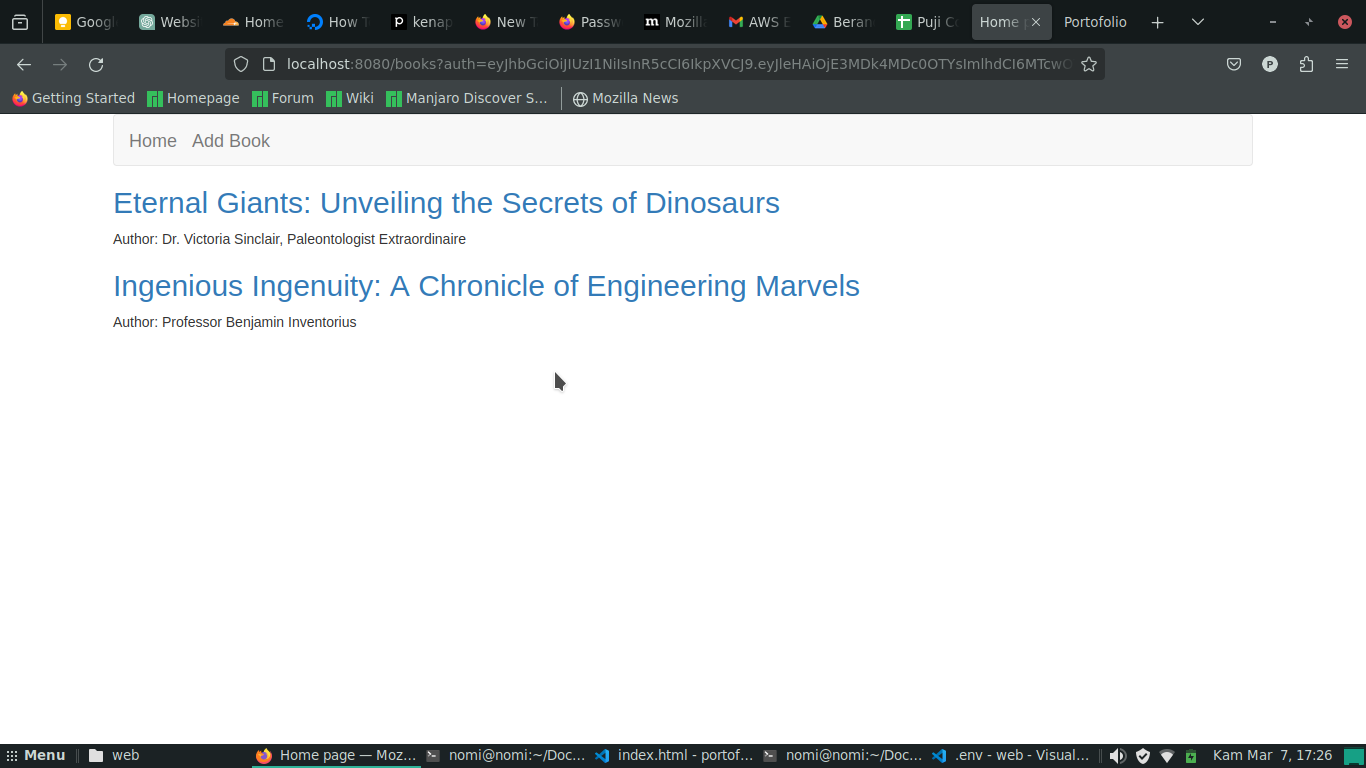 Googl Websi Home How T kenap New T Passw Mozill AWS E Beran Puji Co Home p Portofolio
localhost:8080/books?auth=eyJhbGciOiJIUzI1NiIsInR5cCI6IkpXVCJ9.eyJleHAiOjE3MDk4MDc0OTYsImlhdCI6MTcwO
Getting Started Homepage Forum Wiki Manjaro Discover S... Mozilla News
Home Add Book
Eternal Giants: Unveiling the Secrets of Dinosaurs
Author: Dr. Victoria Sinclair, Paleontologist Extraordinaire
Ingenious Ingenuity: A Chronicle of Engineering Marvels
Author: Professor Benjamin Inventorius
Menu web Home page — Moz... nomi@nomi:~/Doc... index.html - portof... nomi@nomi:~/Doc... .env - web - Visual... Kam Mar 7, 17:26